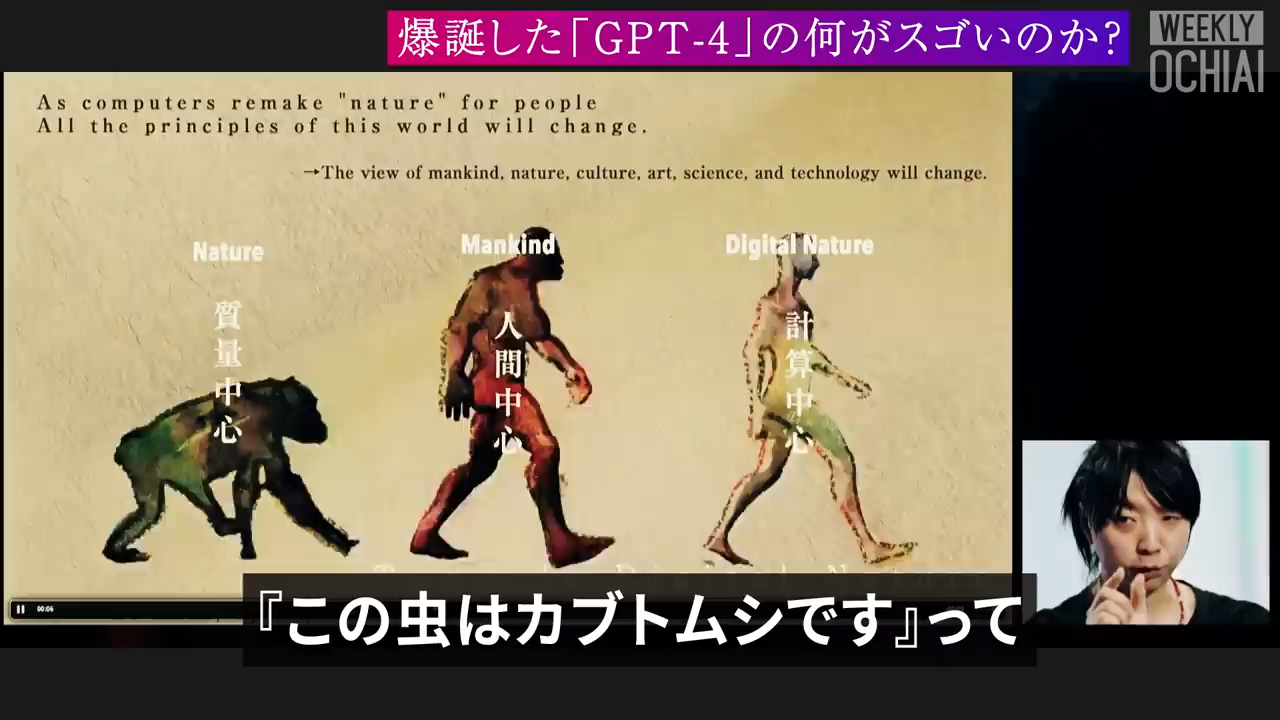 爆誕した「GPT-4」の何がスゴいのか?
WEEKLY
OCHIAI
As computers remake "nature" for people
All the principles of this world will change.
→The view of mankind, nature, culture, art, science, and technology will change.
Nature
Mankind
Digital Nature
質量中心
人間中心
計算中心
00:06
『この虫はカブトムシです』って